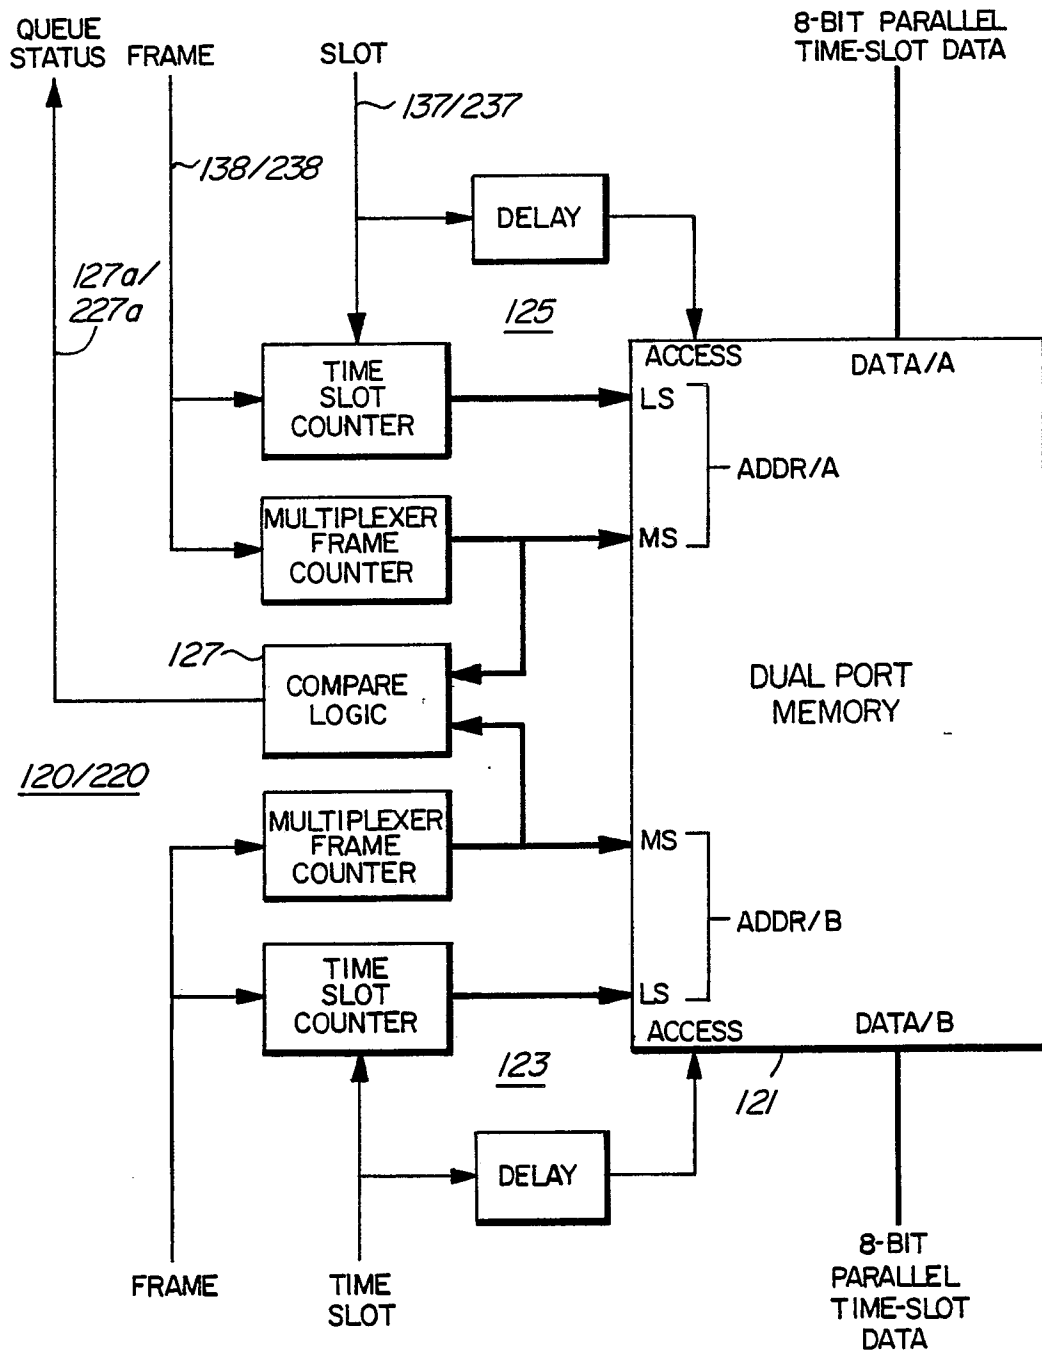 QUEUE
STATUS
FRAME
SLOT
8-BIT PARALLEL
TIME-SLOT DATA
137/237
138/238
DELAY
127a/
227a
125
TIME
SLOT
COUNTER
ACCESS
DATA/A
LS
ADDR/A
MS
MULTIPLEXER
FRAME
COUNTER
127
COMPARE
LOGIC
DUAL PORT
MEMORY
120/220
MULTIPLEXER
FRAME
COUNTER
MS
ADDR/B
LS
TIME
SLOT
COUNTER
ACCESS
DATA/B
123
121
DELAY
FRAME
TIME
SLOT
8-BIT
PARALLEL
TIME-SLOT
DATA